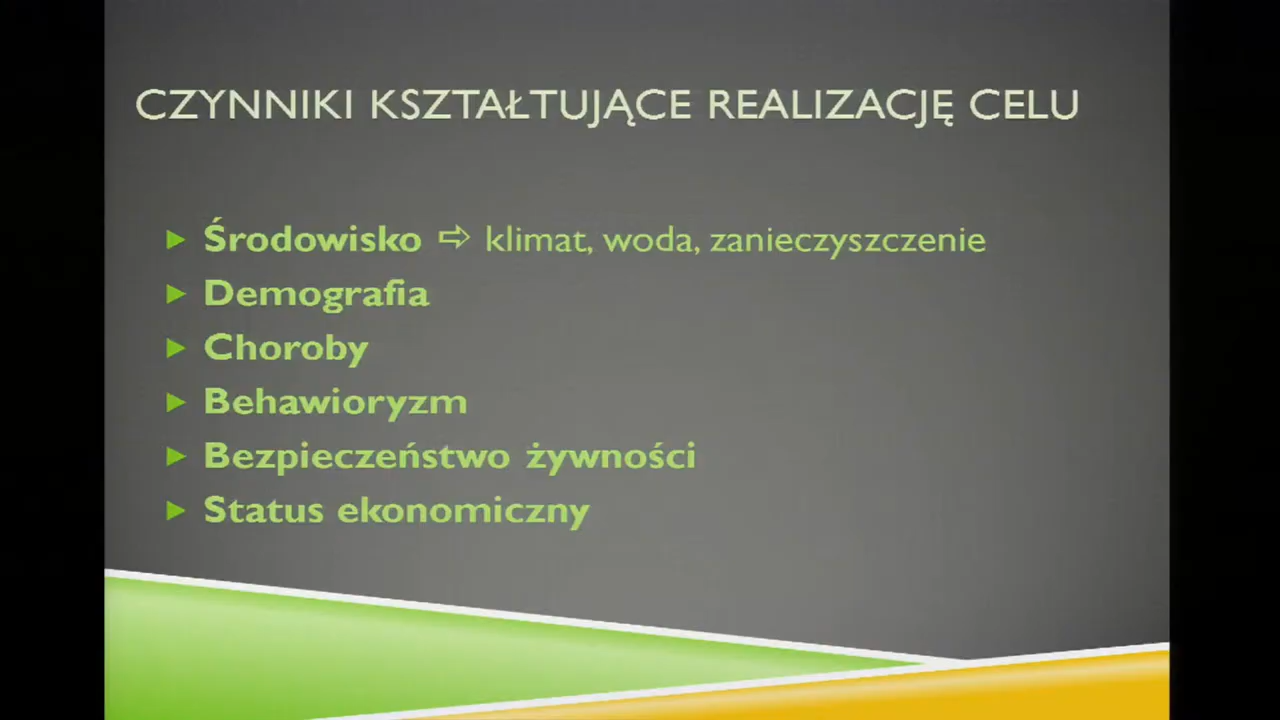 CZYNNIKI KSZTAŁTUJĄCE REALIZACJĘ CELU
▶ Środowisko ⇨ klimat, woda, zanieczyszczenie
▶ Demografia
▶ Choroby
▶ Behawioryzm
▶ Bezpieczeństwo żywności
▶ Status ekonomiczny